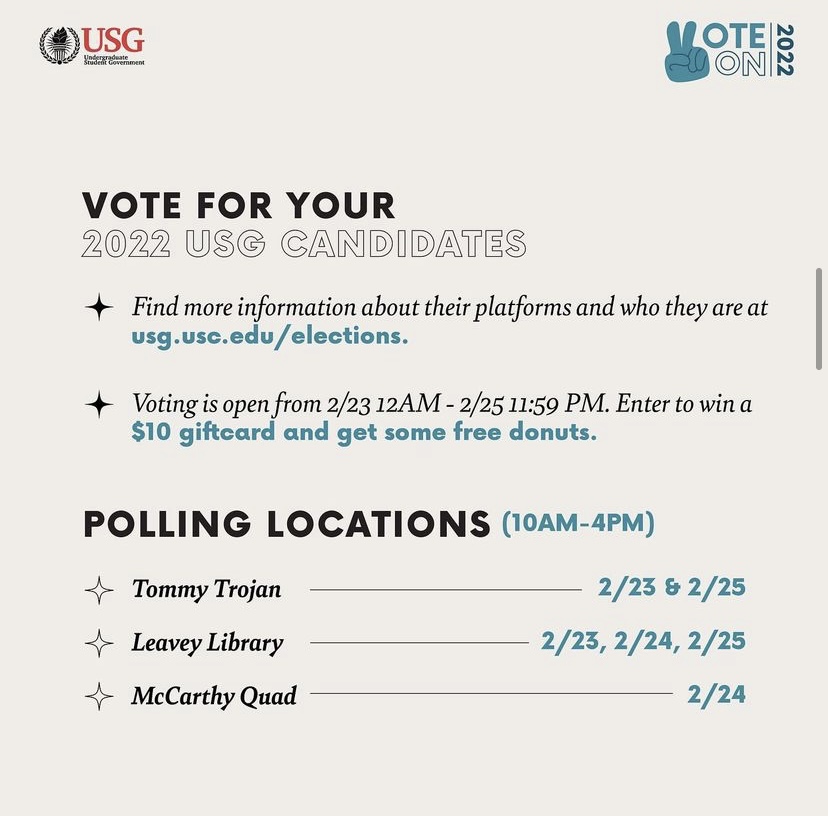 USG
Undergraduate
Student Government
VOTE
ON
2022
VOTE FOR YOUR
2022 USG CANDIDATES
Find more information about their platforms and who they are at
usg.usc.edu/elections.
Voting is open from 2/23 12AM - 2/25 11:59 PM. Enter to win a
$10 giftcard and get some free donuts.
POLLING LOCATIONS (10AM-4PM)
Tommy Trojan 2/23 & 2/25
Leavey Library 2/23, 2/24, 2/25
McCarthy Quad 2/24